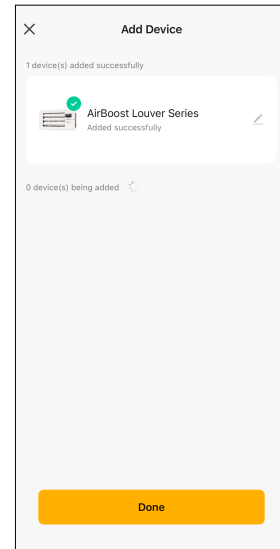 Add Device
1 device(s) added successfully
AirBoost Louver Series
Added successfully
0 device(s) being added
Done